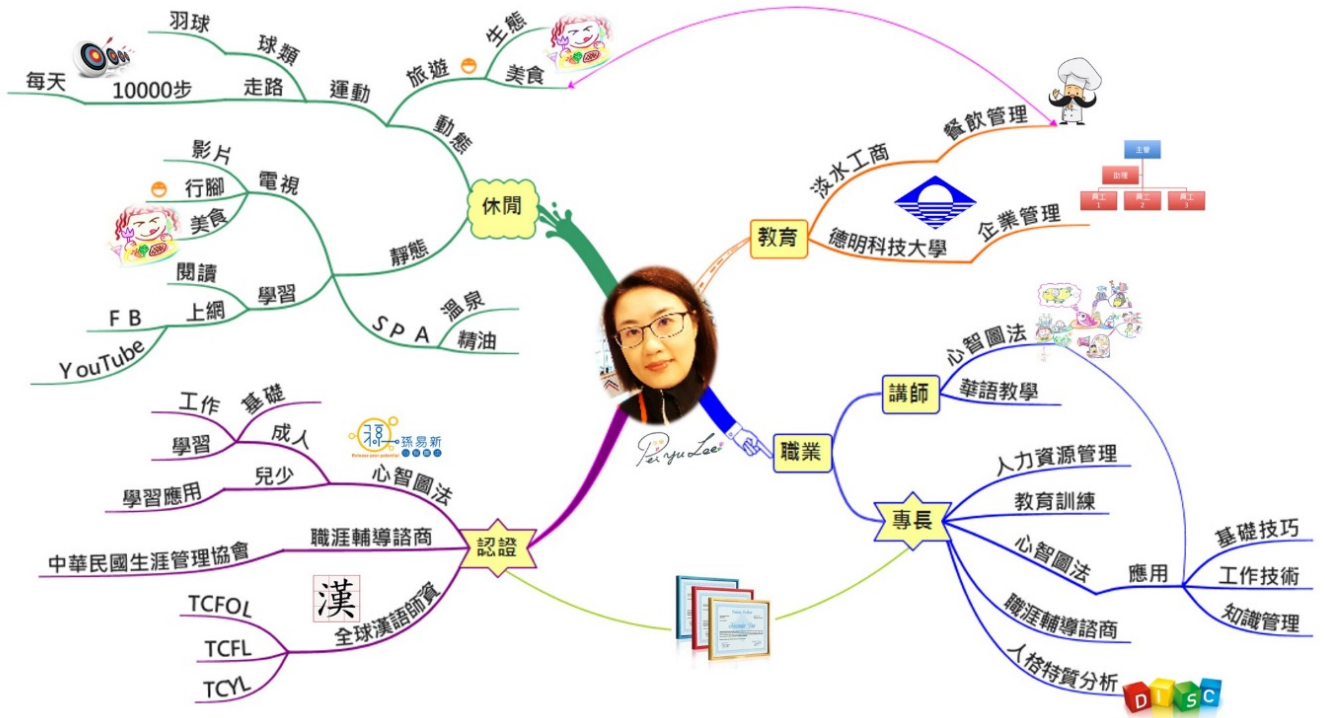 休閒
動態
旅遊
生態
美食
運動
球類
羽球
走路
10000步
每天
靜態
電視
影片
行腳
美食
學習
閱讀
上網
FB
YouTube
SPA
溫泉
精油
教育
淡水工商
餐飲管理
德明科技大學
企業管理
主管
助理
員工
1
員工
2
員工
3
職業
講師
心智圖法
華語教學
專長
人力資源管理
教育訓練
心智圖法
應用
基礎技巧
工作技術
知識管理
職涯輔導諮商
人格特質分析
DISC
認證
心智圖法
成人
基礎
工作
學習
兒少
學習應用
孫易新
職涯輔導諮商
中華民國生涯管理協會
全球漢語師資
漢
TCFOL
TCFL
TCYL
Peiyu Lee